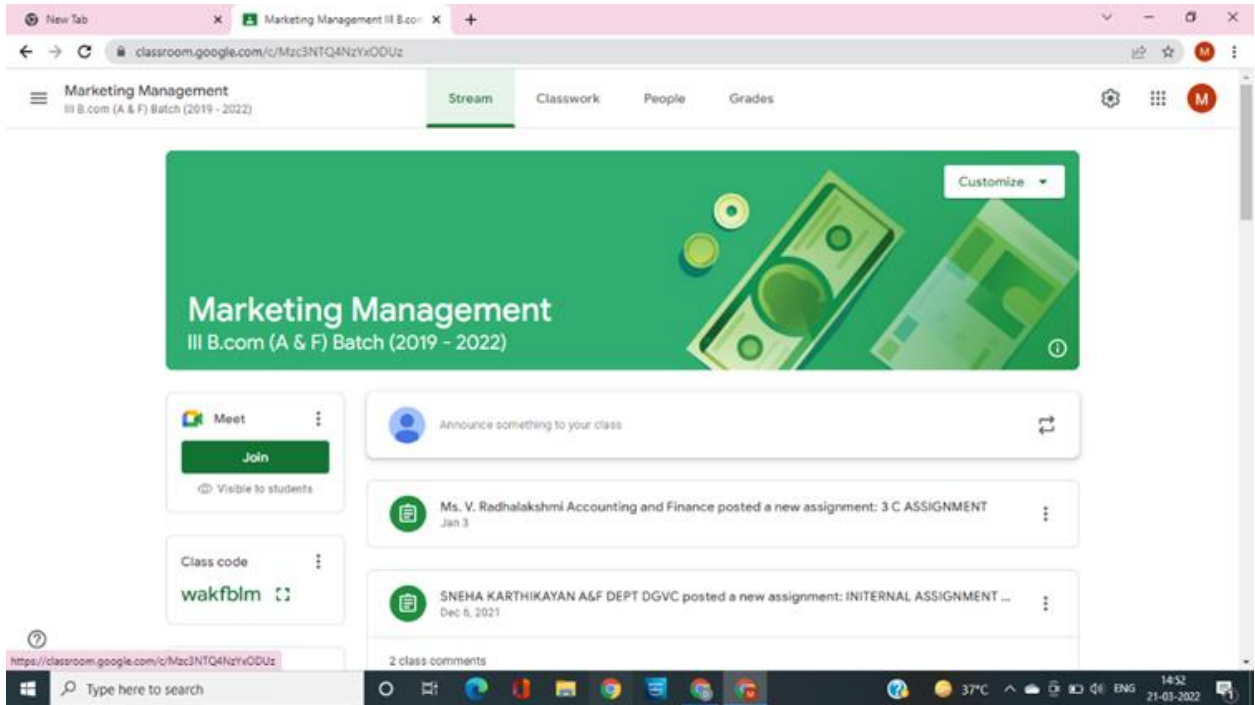 New Tab
Marketing Management III B.com
classroom.google.com/c/Mzc3NTQ4NzYxODUz
M
Marketing Management
III B.com (A & F) Batch (2019 - 2022)
Stream Classwork People Grades
M
Customize
Marketing Management
III B.com (A & F) Batch (2019 - 2022)
Meet
Join
Visible to students
Class code
wakfblm
Announce something to your class
Ms. V. Radhalakshmi Accounting and Finance posted a new assignment: 3 C ASSIGNMENT
Jan 3
SNEHA KARTHIKAYAN A&F DEPT DGVC posted a new assignment: INITERNAL ASSIGNMENT ...
Dec 6, 2021
2 class comments
https://classroom.google.com/c/Mzc3NTQ4NzYxODUz
Type here to search
37°C
ENG
14:52
21-03-2022